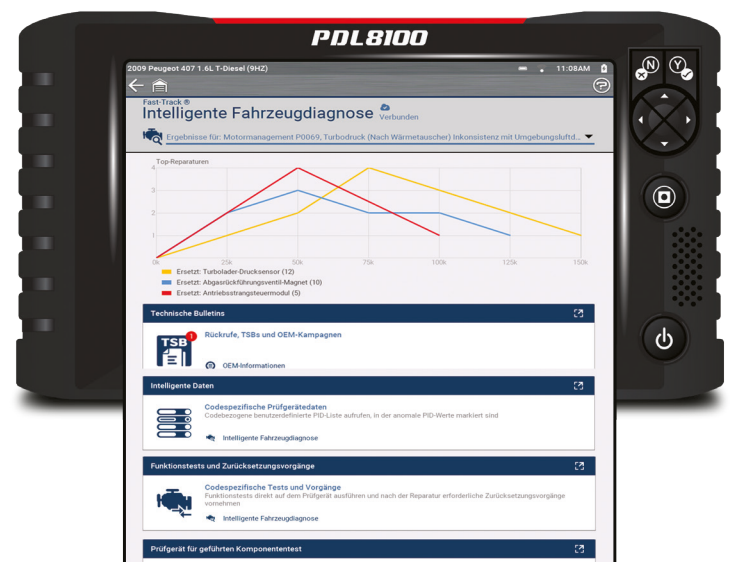 PDL8100
2009 Peugeot 407 1.6L T-Diesel (9HZ)
11:08AM
N
Y
?
Fast-Track ®
Intelligente Fahrzeugdiagnose
Verbunden
Ergebnisse für: Motormanagement P0069, Turbodruck (Nach Wärmetauscher) Inkonsistenz mit Umgebungsluftd...
Top-Reparaturen
4
3
2
1
0k 25k 50k 75k 100k 125k 150k
Ersetzt: Turbolader-Drucksensor (12)
Ersetzt: Abgasrückführungsventil-Magnet (10)
Ersetzt: Antriebsstrangsteuermodul (5)
Technische Bulletins
TSB
1
Rückrufe, TSBs und OEM-Kampagnen
OEM-Informationen
Intelligente Daten
Codespezifische Prüfgerätedaten
Codebezogene benutzerdefinierte PID-Liste aufrufen, in der anomale PID-Werte markiert sind
Intelligente Fahrzeugdiagnose
Funktionstests und Zurücksetzungsvorgänge
Codespezifische Tests und Vorgänge
Funktionstests direkt auf dem Prüfgerät ausführen und nach der Reparatur erforderliche Zurücksetzungsvorgänge
vornehmen
Intelligente Fahrzeugdiagnose
Prüfgerät für geführten Komponententest